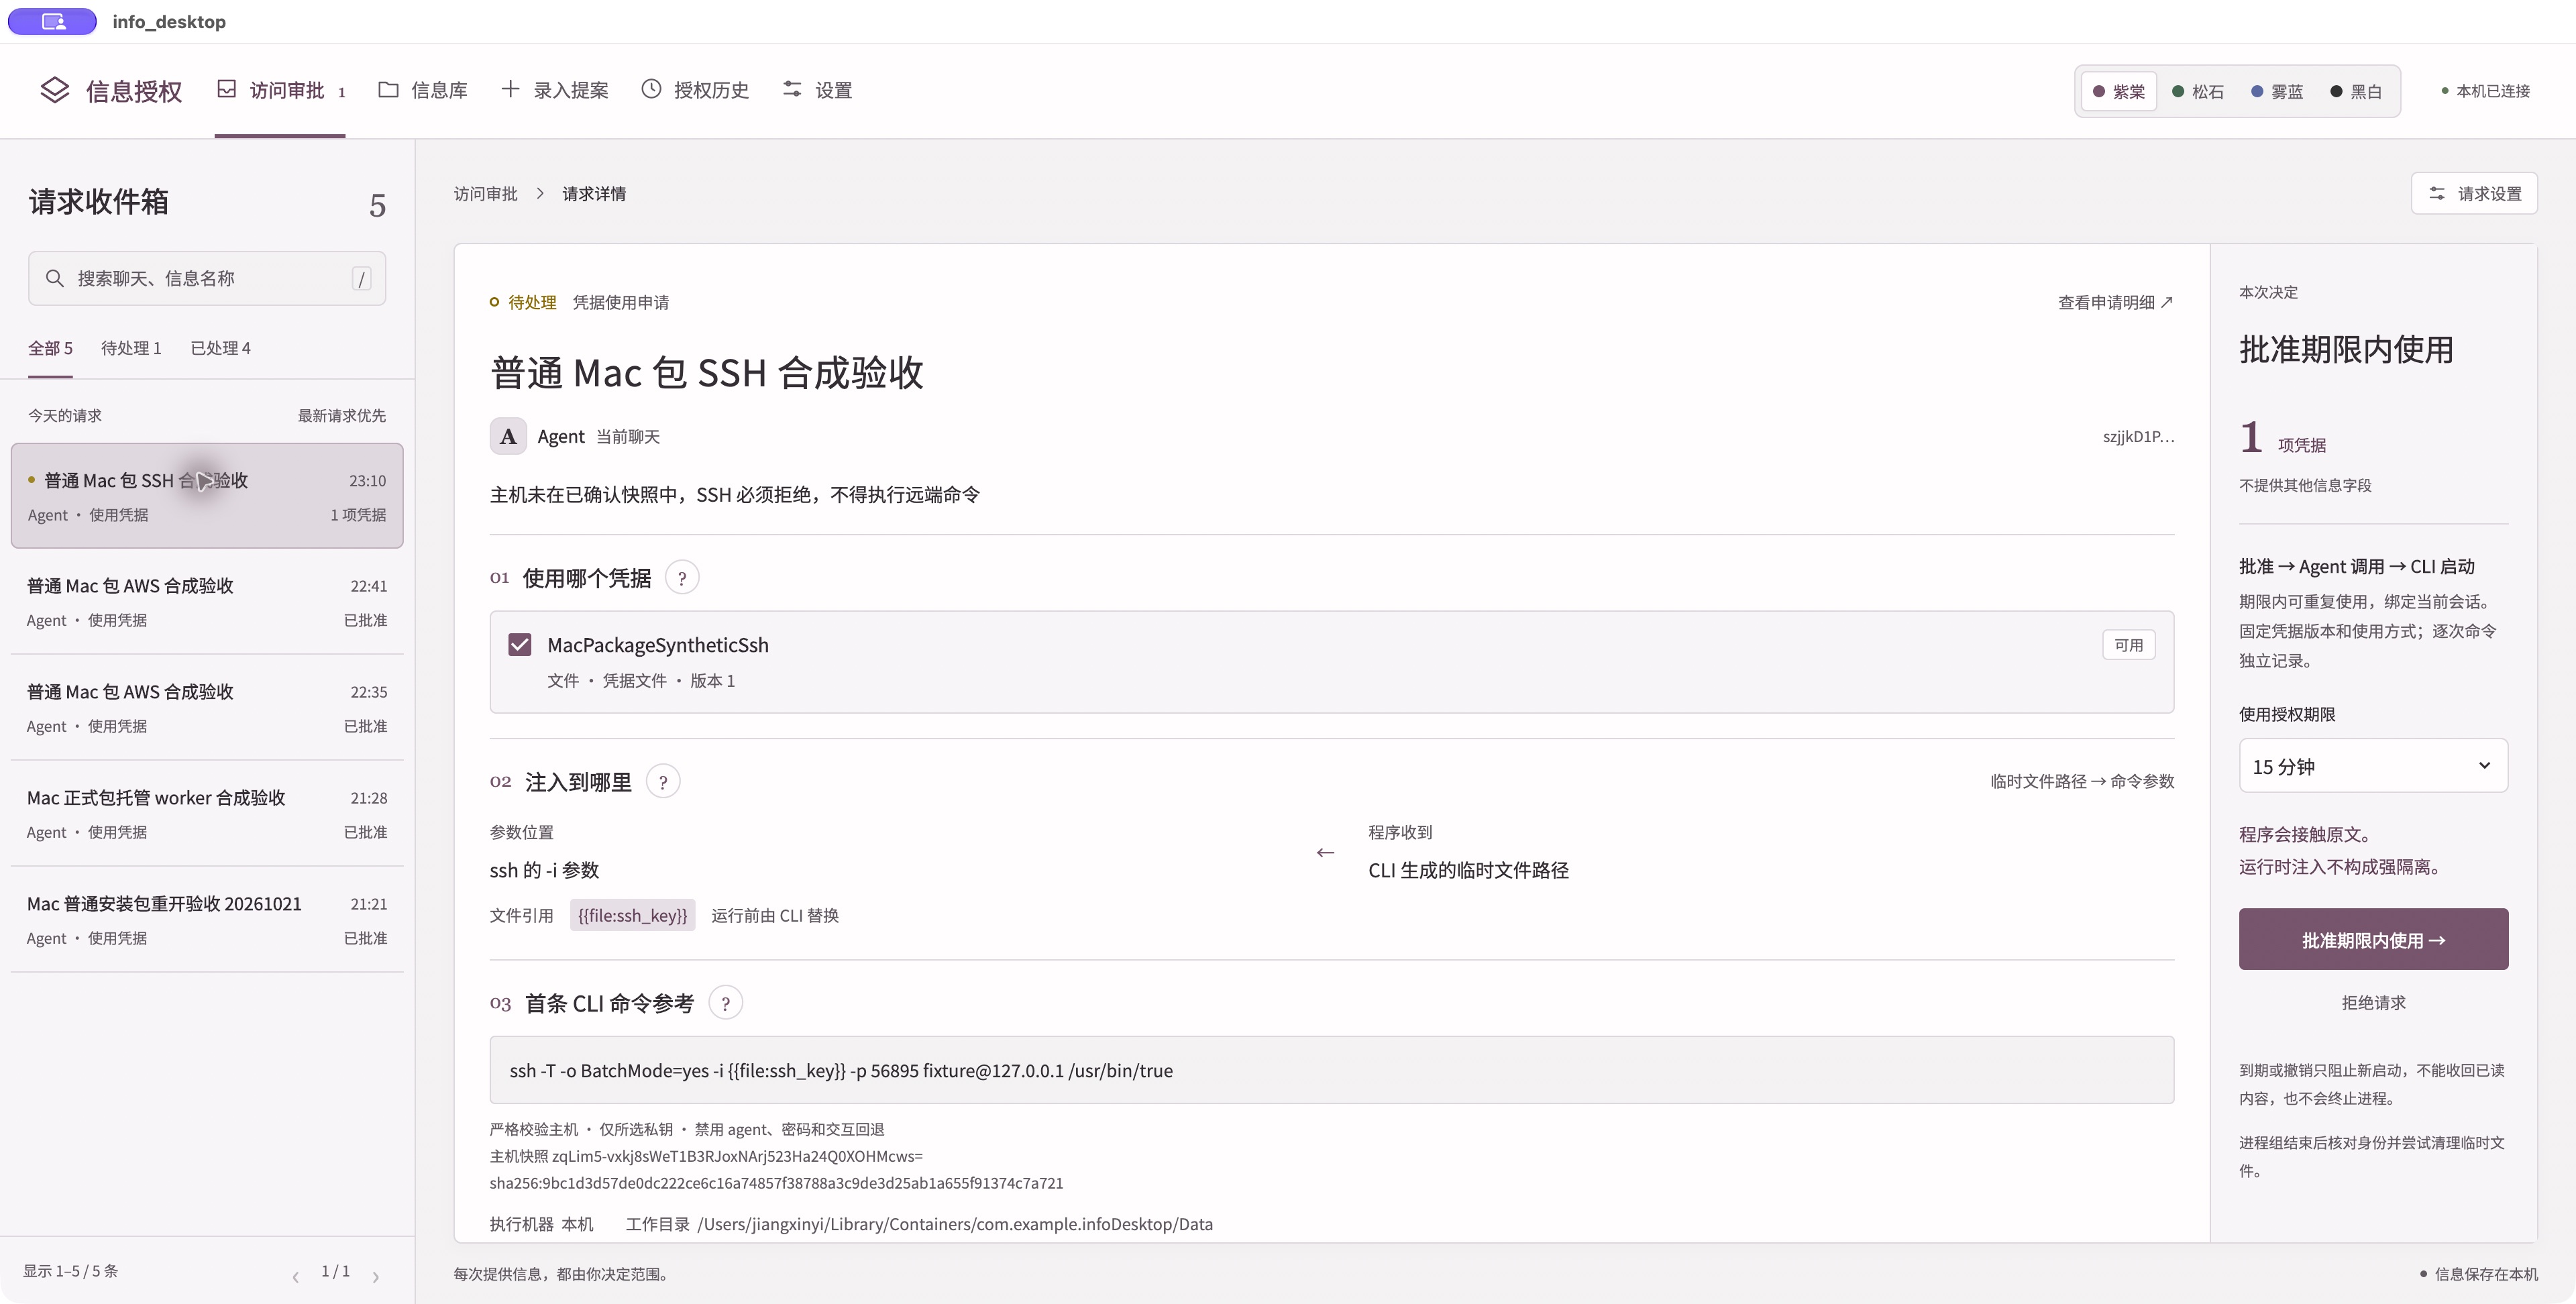 info_desktop
信息授权
访问审批 1
信息库
录入提案
授权历史
设置
紫棠
松石
雾蓝
黑白
本机已连接
请求收件箱
5
搜索聊天、信息名称
/
全部 5
待处理 1
已处理 4
今天的请求
最新请求优先
普通 Mac 包 SSH 合成验收
23:10
Agent · 使用凭据
1 项凭据
普通 Mac 包 AWS 合成验收
22:41
Agent · 使用凭据
已批准
普通 Mac 包 AWS 合成验收
22:35
Agent · 使用凭据
已批准
Mac 正式包托管 worker 合成验收
21:28
Agent · 使用凭据
已批准
Mac 普通安装包重开验收 20261021
21:21
Agent · 使用凭据
已批准
显示 1–5 / 5 条
‹ 1 / 1 ›
访问审批 > 请求详情
请求设置
待处理 凭据使用申请
查看申请明细 ↗
普通 Mac 包 SSH 合成验收
A Agent 当前聊天
szjjkD1P...
主机未在已确认快照中，SSH 必须拒绝，不得执行远端命令
01 使用哪个凭据 ?
MacPackageSyntheticSsh
可用
文件 · 凭据文件 · 版本 1
02 注入到哪里 ?
临时文件路径 → 命令参数
参数位置
ssh 的 -i 参数
←
程序收到
CLI 生成的临时文件路径
文件引用 {{file:ssh_key}} 运行前由 CLI 替换
03 首条 CLI 命令参考 ?
ssh -T -o BatchMode=yes -i {{file:ssh_key}} -p 56895 fixture@127.0.0.1 /usr/bin/true
严格校验主机 · 仅所选私钥 · 禁用 agent、密码和交互回退
主机快照 zqLim5-vxkj8sWeT1B3RJoxNArj523Ha24Q0XOHMcws=
sha256:9bc1d3d57de0dc222ce6c16a74857f38788a3c9de3d25ab1a655f91374c7a721
执行机器 本机 工作目录 /Users/jiangxinyi/Library/Containers/com.example.infoDesktop/Data
本次决定
批准期限内使用
1 项凭据
不提供其他信息字段
批准 → Agent 调用 → CLI 启动
期限内可重复使用，绑定当前会话。
固定凭据版本和使用方式；逐次命令
独立记录。
使用授权期限
15 分钟
程序会接触原文。
运行时注入不构成强隔离。
批准期限内使用 →
拒绝请求
到期或撤销只阻止新启动，不能收回已读
内容，也不会终止进程。
进程组结束后核对身份并尝试清理临时文
件。
每次提供信息，都由你决定范围。
信息保存在本机